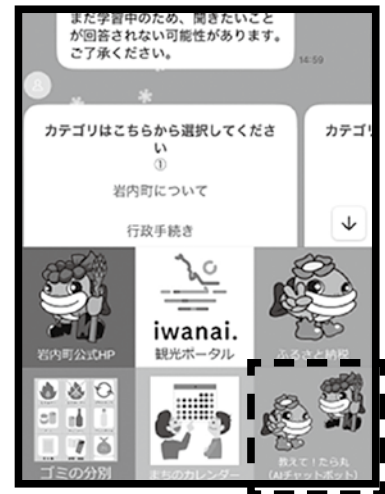 まだ学習中のため、聞きたいこと
が回答されない可能性があります。
ご了承ください。
14:59
カテゴリはこちらから選択してくださ
い
①
岩内町について
行政手続き
カテゴリ
岩内町公式HP
iwanai.
観光ポータル
ふるさと納税
ゴミの分別
まちのカレンダー
教えて！たら丸
（AIチャットボット）